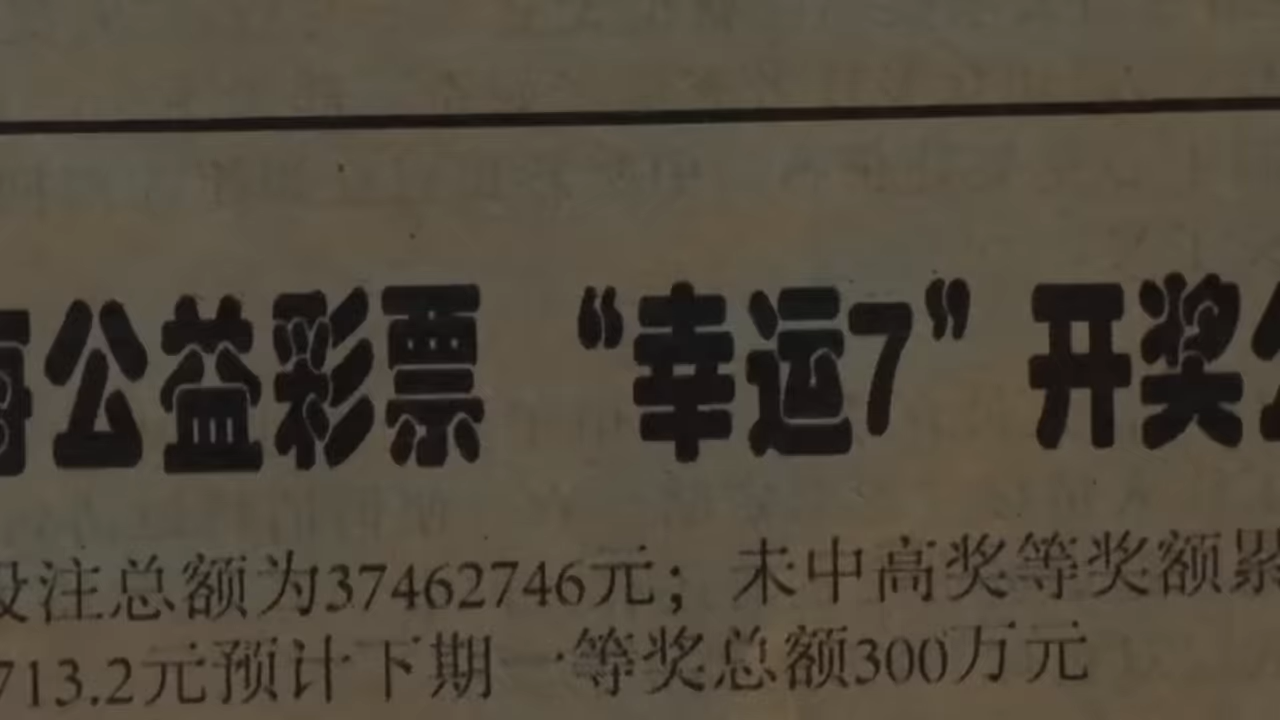 公益彩票 “幸运7” 开奖
注总额为37462746元；未中高奖等奖额累
713.2元预计下期一等奖总额300万元